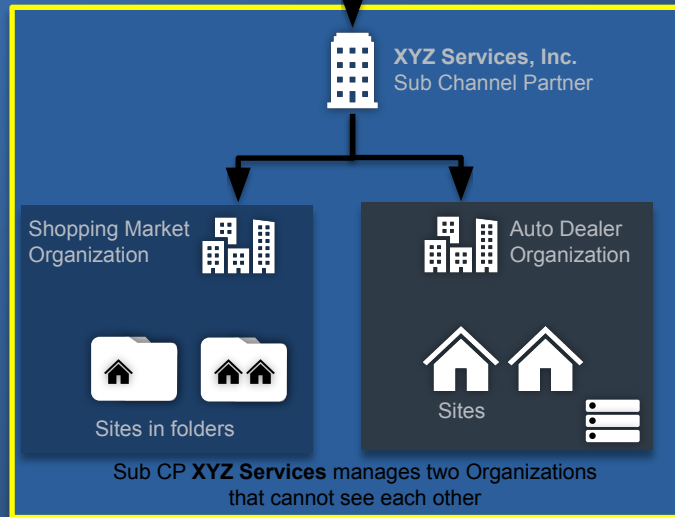 XYZ Services, Inc.
Sub Channel Partner
Shopping Market
Organization
Auto Dealer
Organization
Sites in folders
Sites
Sub CP XYZ Services manages two Organizations
that cannot see each other